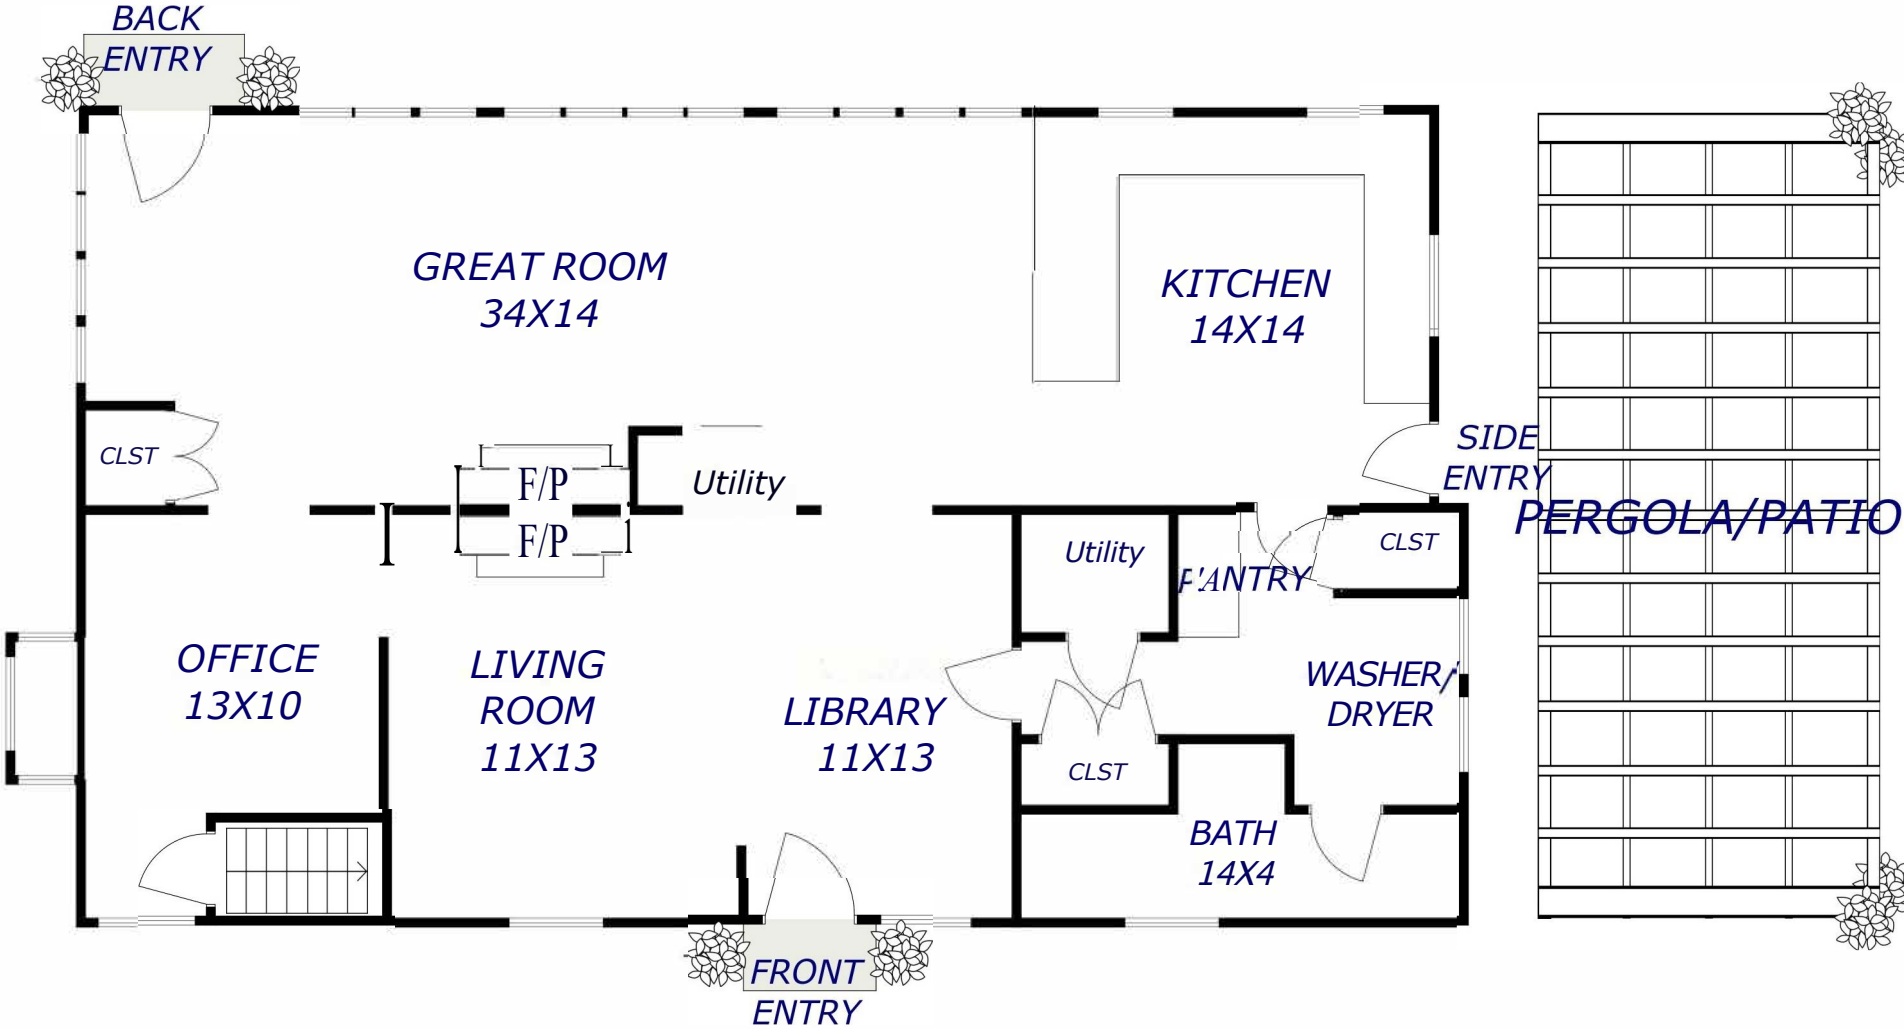 BACK
ENTRY
GREAT ROOM
34X14
KITCHEN
14X14
CLST
F/P
F/P
Utility
SIDE
ENTRY
PERGOLA/PATIO
Utility
PANTRY
CLST
OFFICE
13X10
LIVING
ROOM
11X13
LIBRARY
11X13
WASHER/
DRYER
CLST
BATH
14X4
FRONT
ENTRY